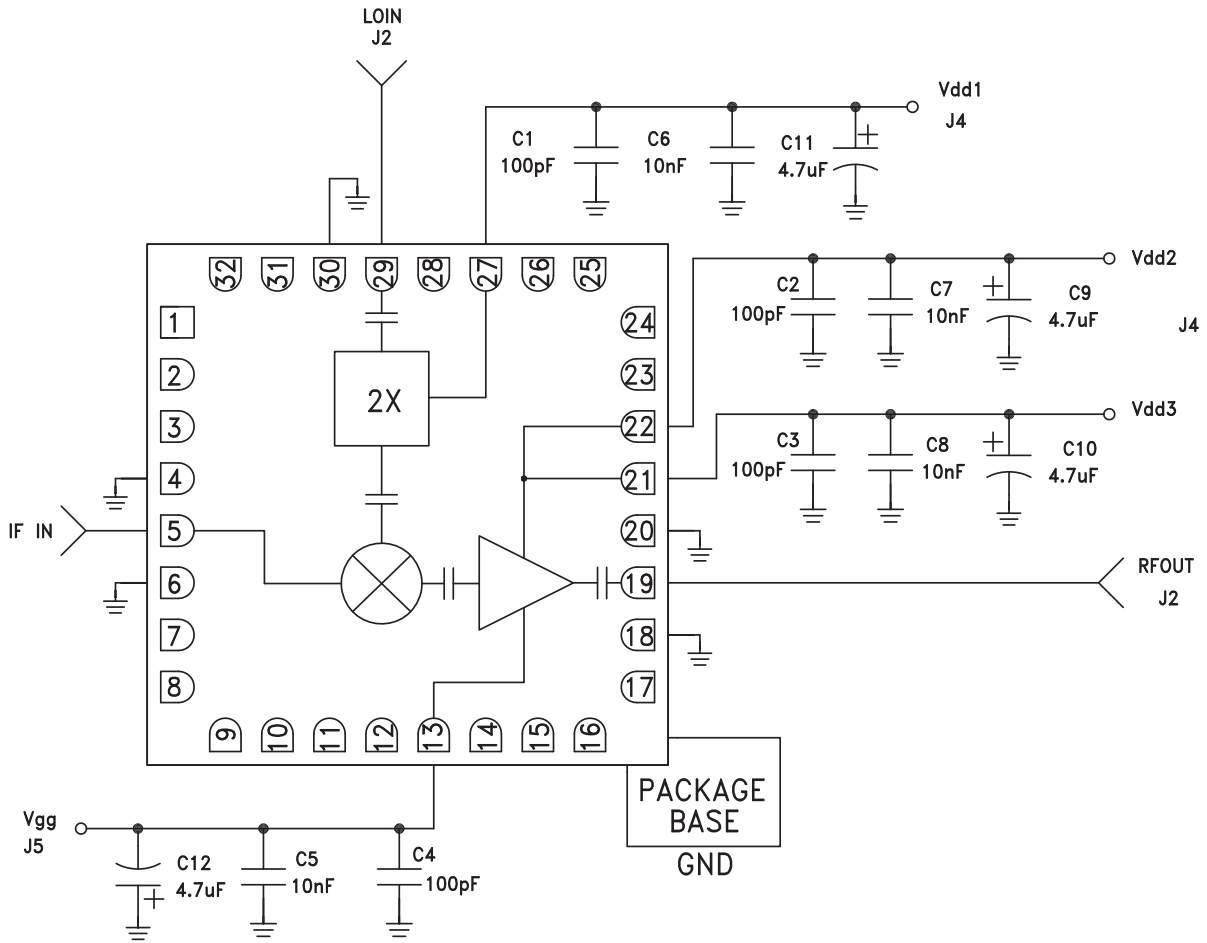 LOIN
J2
Vdd1
J4
C1
100pF
C6
10nF
C11
4.7uF
+
32
31
30
29
28
27
26
25
Vdd2
C2
100pF
C7
10nF
+
C9
4.7uF
J4
1
2
3
4
5
6
7
8
24
23
22
21
20
19
18
17
2X
Vdd3
C3
100pF
C8
10nF
+
C10
4.7uF
IF IN
RFOUT
J2
9
10
11
12
13
14
15
16
PACKAGE
BASE
GND
Vgg
J5
C12
4.7uF
+
C5
10nF
C4
100pF